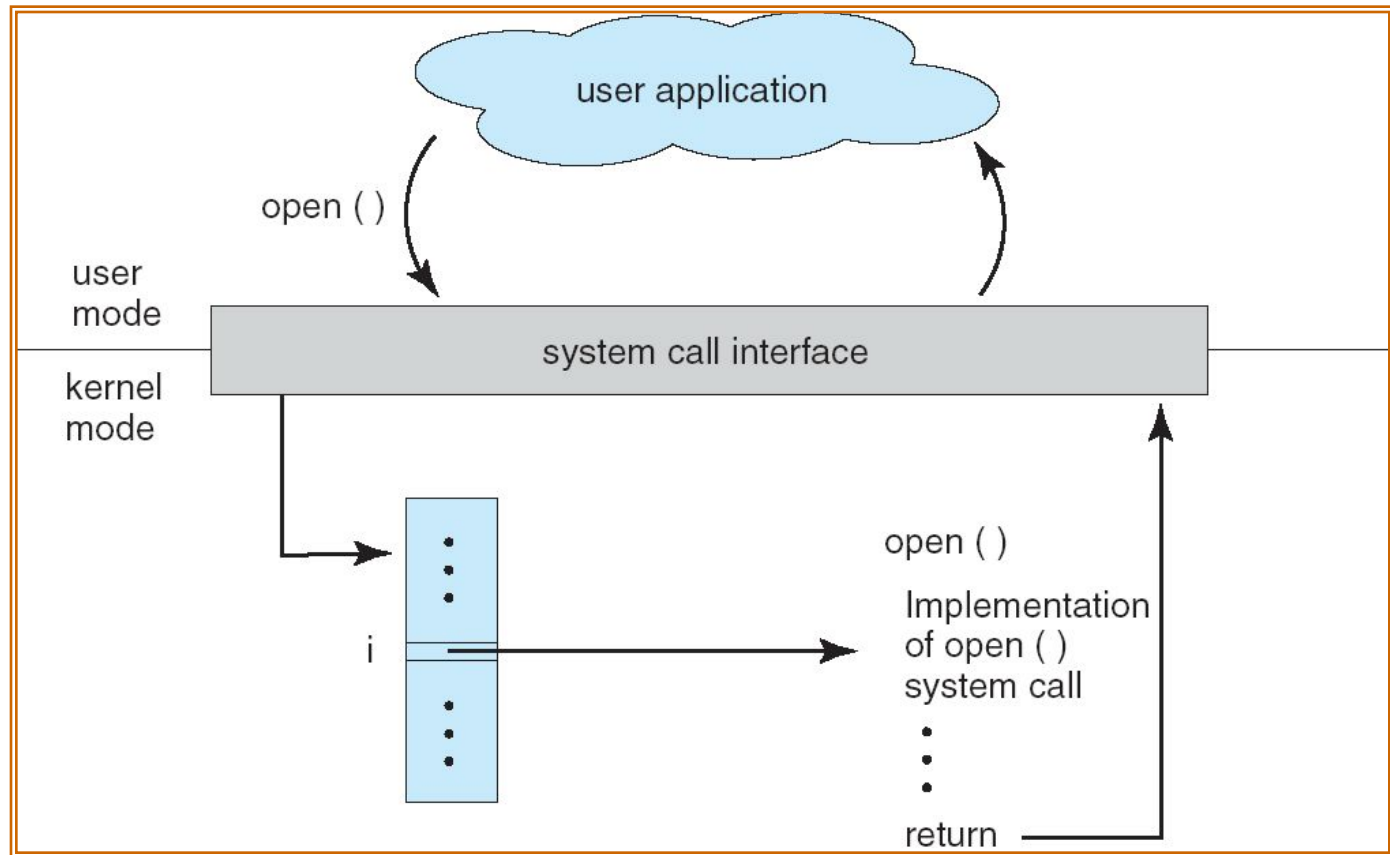 user application
open ( )
user
mode
system call interface
kernel
mode
i
open ( )
Implementation
of open ( )
system call
return